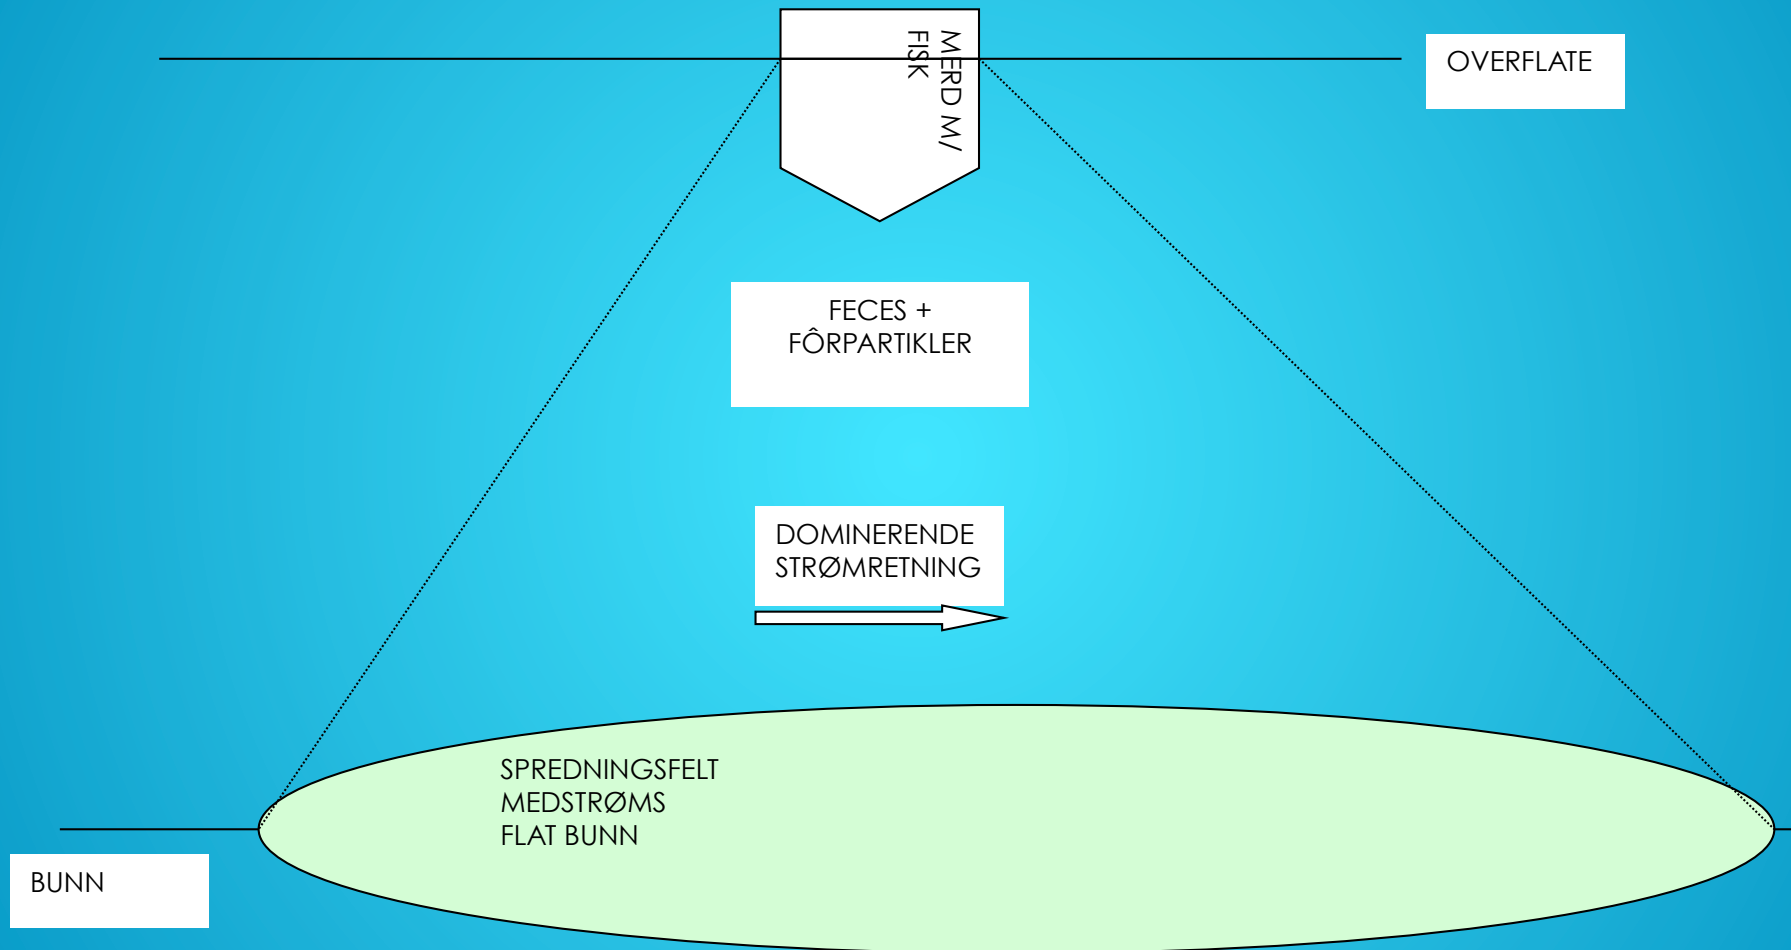 MERD M/
FISK
OVERFLATE
FECES +
FÔRPARTIKLER
DOMINERENDE
STRØMRETNING
SPREDNINGSFELT
MEDSTRØMS
FLAT BUNN
BUNN